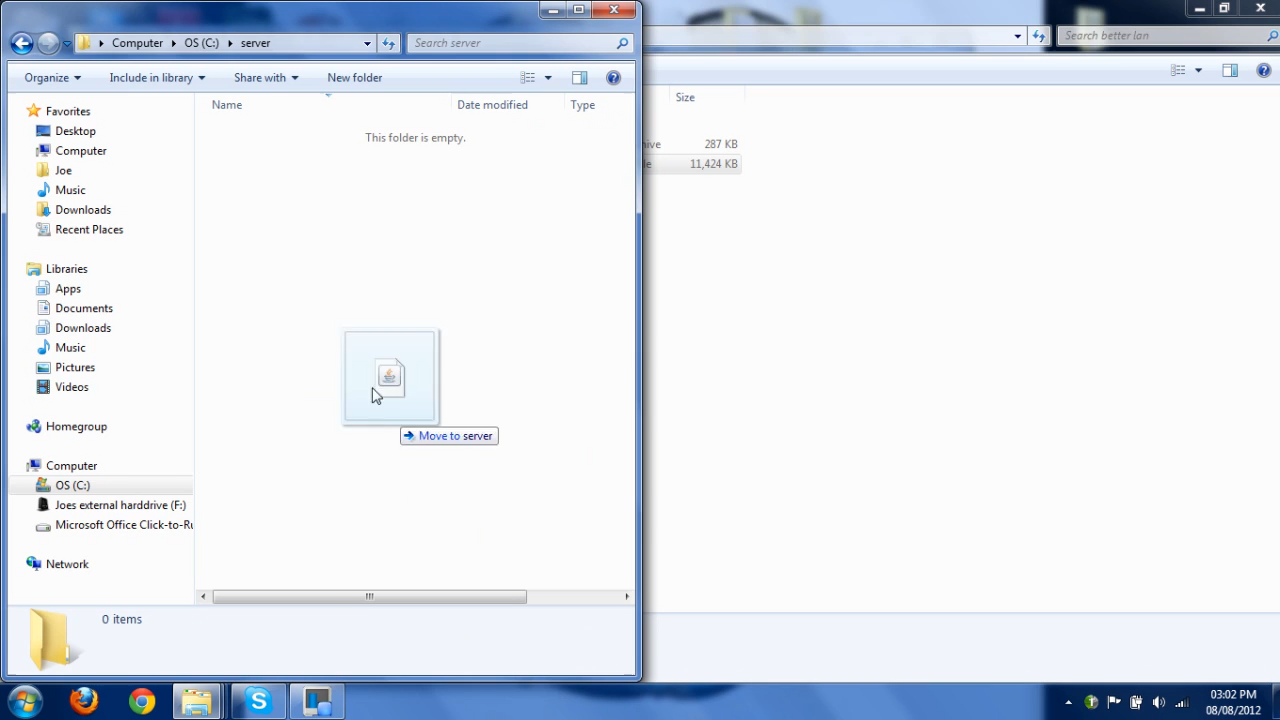 Computer OS (C:) server
Search server
Search better lan
Organize Include in library Share with New folder
Name Date modified Type
Size
This folder is empty.
287 KB
11,424 KB
Favorites
Desktop
Computer
Joe
Music
Downloads
Recent Places
Libraries
Apps
Documents
Downloads
Music
Pictures
Videos
Homegroup
Computer
OS (C:)
Joes external harddrive (F:)
Microsoft Office Click-to-Ru
Network
Move to server
0 items
03:02 PM
08/08/2012